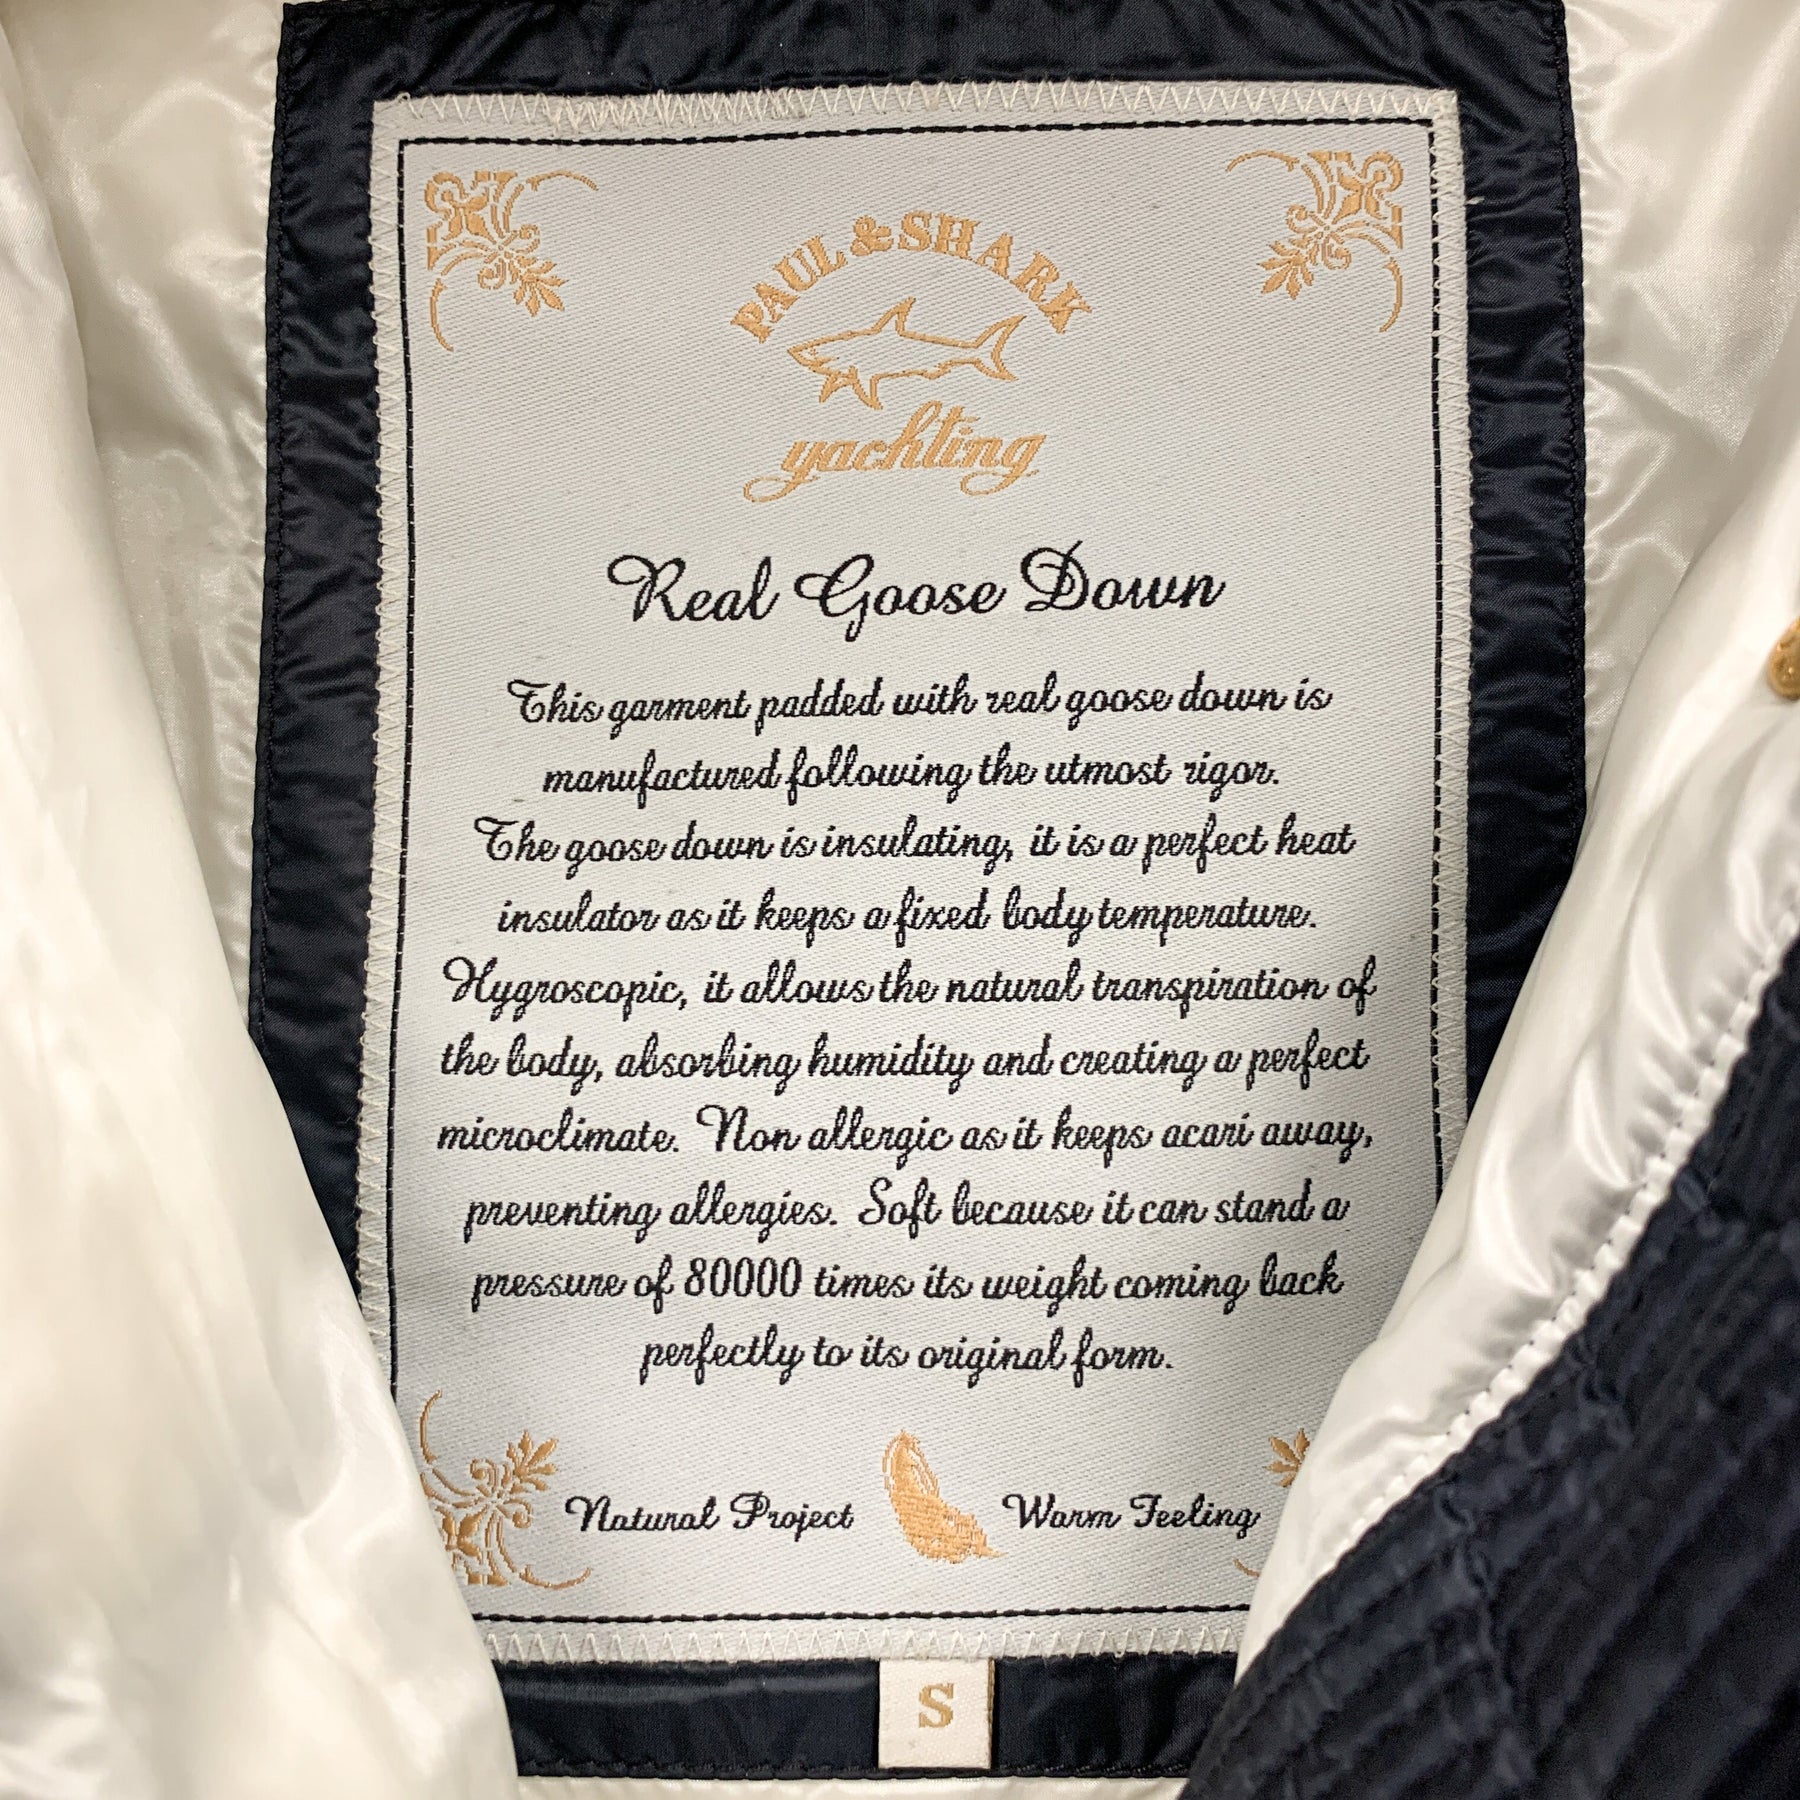 PAUL & SHARK
yachting
Real Goose Down
This garment padded with real goose down is
manufactured following the utmost rigor.
The goose down is insulating, it is a perfect heat
insulator as it keeps a fixed body temperature.
Hygroscopic, it allows the natural transpiration of
the body, absorbing humidity and creating a perfect
microclimate. Non allergic as it keeps acari away,
preventing allergies. Soft because it can stand a
pressure of 80000 times its weight coming back
perfectly to its original form.
Natural Project Warm Feeling
S